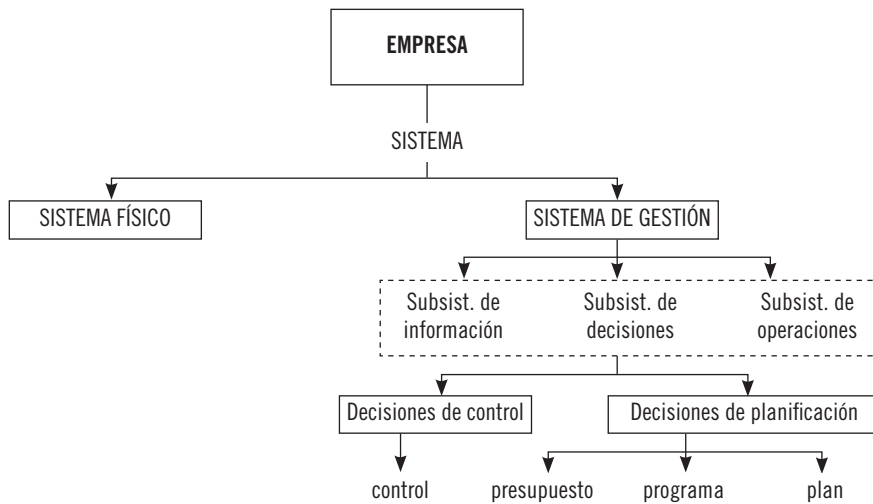 EMPRESA
SISTEMA
SISTEMA FÍSICO
SISTEMA DE GESTIÓN
Subsist. de
información
Subsist. de
decisiones
Subsist. de
operaciones
Decisiones de control
Decisiones de planificación
control
presupuesto
programa
plan